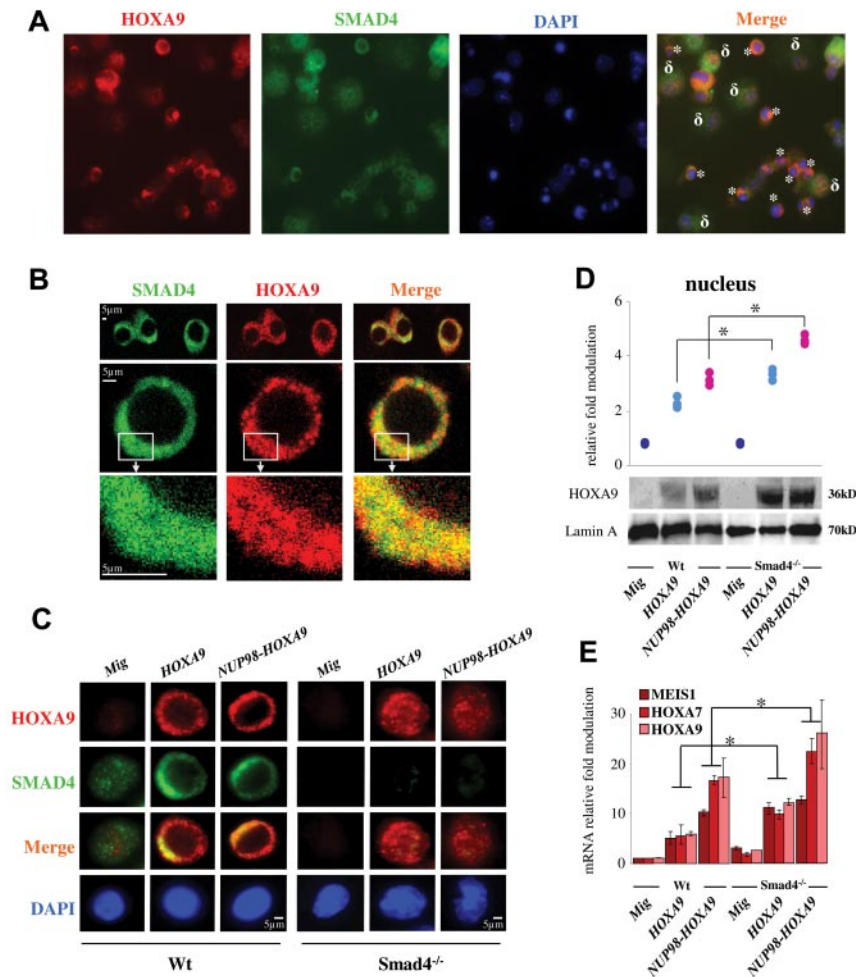 A
HOXA9 SMAD4 DAPI Merge
* * δ δ
δ δ δ
δ *
*
* *
* * *
* *
δ * * δ
B
SMAD4 HOXA9 Merge
5μm
5μm
5μm
C
Mig HOXA9 NUP98-HOXA9 Mig HOXA9 NUP98-HOXA9
HOXA9
SMAD4
Merge
DAPI
5μm 5μm
Wt Smad4-/-
D
nucleus
relative fold modulation
6
4
2
0
* *
HOXA9 36kD
Lamin A 70kD
Wt Smad4-/-
Mig HOXA9 NUP98-HOXA9 Mig HOXA9 NUP98-HOXA9
E
MEIS1
HOXA7
HOXA9
mRNA relative fold modulation
30
20
10
0
* *
Wt Smad4-/-
Mig HOXA9 NUP98-HOXA9 Mig HOXA9 NUP98-HOXA9